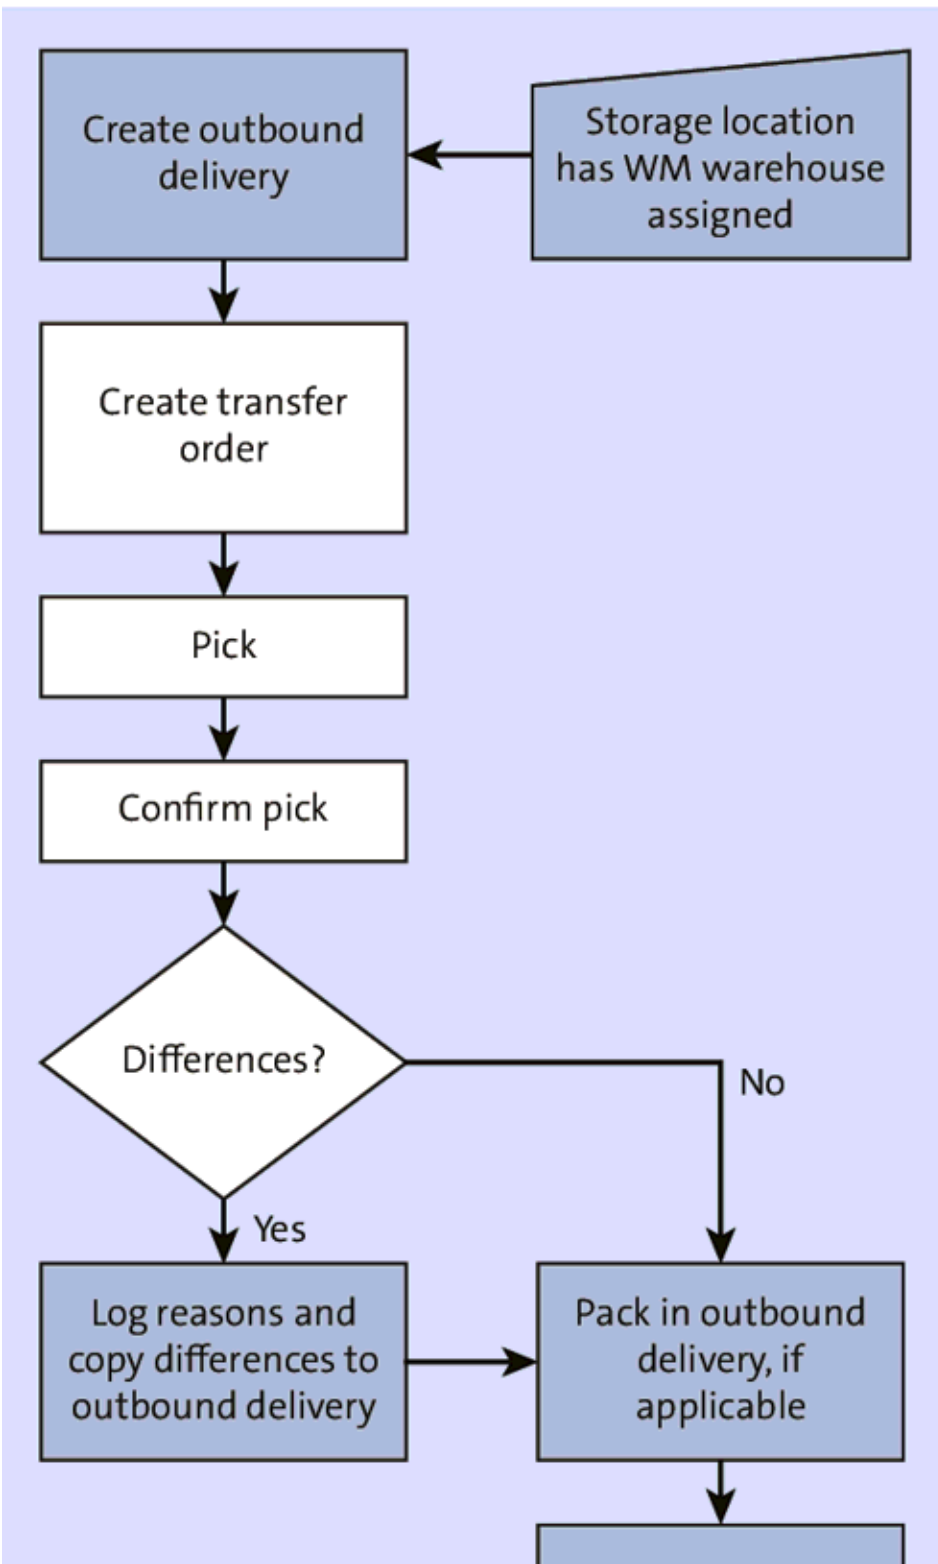 Create outbound
delivery
Storage location
has WM warehouse
assigned
Create transfer
order
Pick
Confirm pick
Differences?
No
Yes
Log reasons and
copy differences to
outbound delivery
Pack in outbound
delivery, if
applicable